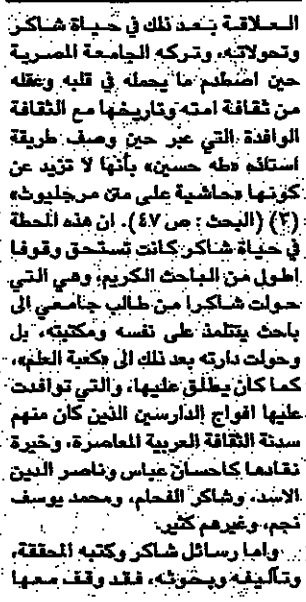 العلاقة بعد ذلك في حياة شاكر
وتحولاته، وتركه الجامعة المصرية
حين اصطدم ما يحمله في قلبه وعقله
من ثقافة امته وتاريخها مع الثقافة
الوافدة التي عبر حين وصف طريقة
استاذه «طه حسين» بأنها لا تزيد عن
كونها «حاشية على متن مرجليوث»
(٣) (البحث: ص ٤٧). ان هذه اللحظة
في حياة شاكر كانت تستحق وقوفا
اطول من الباحث الكريم، وهي التي
حولت شاكرا من طالب جامعي الى
باحث يتتلمذ على نفسه ومكتبته، بل
وحولت دارته بعد ذلك الى «كعبة العلم»،
كما كان يطلق عليها، والتي توافدت
عليها افواج الدارسين الذين كان منهم
سدنة الثقافة العربية المعاصرة، وخيرة
نقادها كاحسان عباس وناصر الدين
الاسد، وشاكر الفحام، ومحمد يوسف
نجم، وغيرهم كثير.
واما رسائل شاكر وكتبه المحققة،
وتآليفه وبحوثه، فقد وقف معها